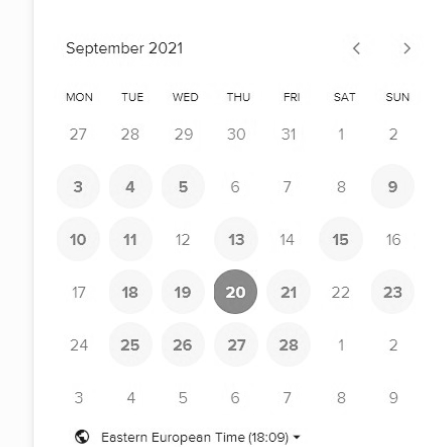 September 2021
MON TUE WED THU FRI SAT SUN
27 28 29 30 31 1 2
3 4 5 6 7 8 9
10 11 12 13 14 15 16
17 18 19 20 21 22 23
24 25 26 27 28 1 2
3 4 5 6 7 8 9
Eastern European Time (18:09)